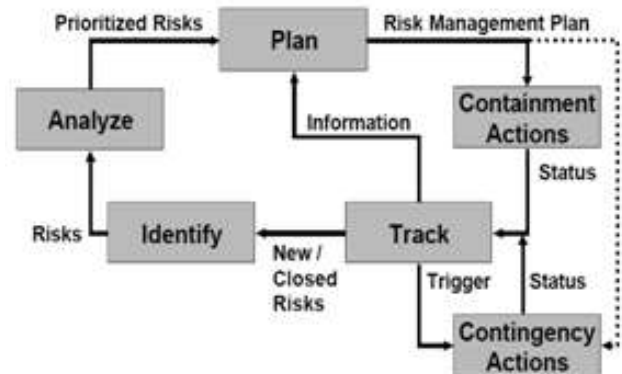 Prioritized Risks
Plan
Risk Management Plan
Analyze
Information
Containment
Actions
Status
Risks
Identify
New /
Closed
Risks
Track
Trigger
Status
Contingency
Actions